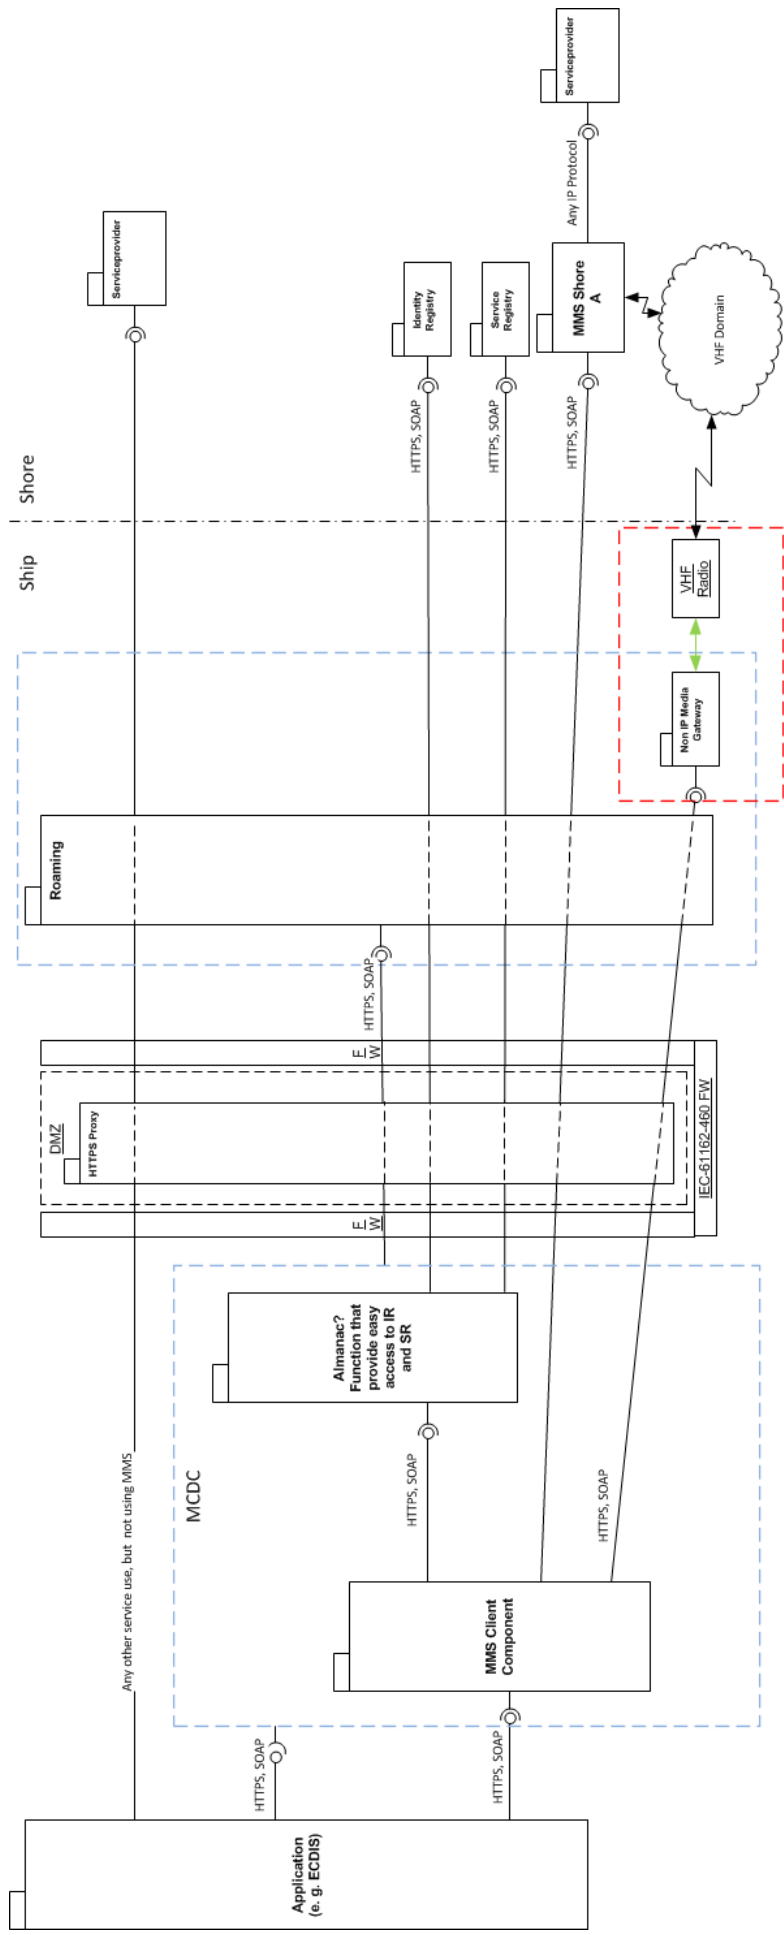 Ship
Shore
Application
(e. g. ECDIS)
Any other service use, but  not using MMS
HTTPS, SOAP
HTTPS, SOAP
MCDC
MMS Client
Component
HTTPS, SOAP
HTTPS, SOAP
Almanac?
Function that
provide easy
access to IR
and SR
F
W
DMZ
HTTPS Proxy
F
W
IEC-61162-460 FW
HTTPS, SOAP
Roaming
Non IP Media
Gateway
VHF
Radio
HTTPS, SOAP
HTTPS, SOAP
HTTPS, SOAP
Serviceprovider
Identity
Registry
Service
Registry
MMS Shore
A
VHF Domain
Any IP Protocol
Serviceprovider